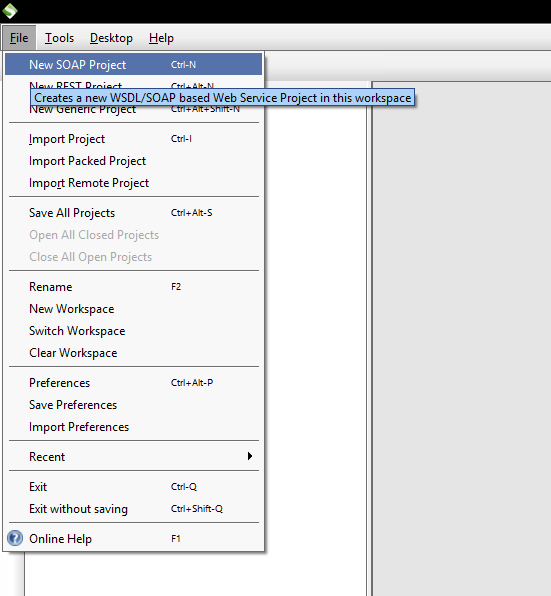 File Tools Desktop Help
New SOAP Project Ctrl-N
New REST Project Ctrl+Alt-N
Creates a new WSDL/SOAP based Web Service Project in this workspace
New Generic Project Ctrl+Alt+Shift-N
Import Project Ctrl-I
Import Packed Project
Import Remote Project
Save All Projects Ctrl+Alt-S
Open All Closed Projects
Close All Open Projects
Rename F2
New Workspace
Switch Workspace
Clear Workspace
Preferences Ctrl+Alt-P
Save Preferences
Import Preferences
Recent
Exit Ctrl-Q
Exit without saving Ctrl+Shift-Q
Online Help F1